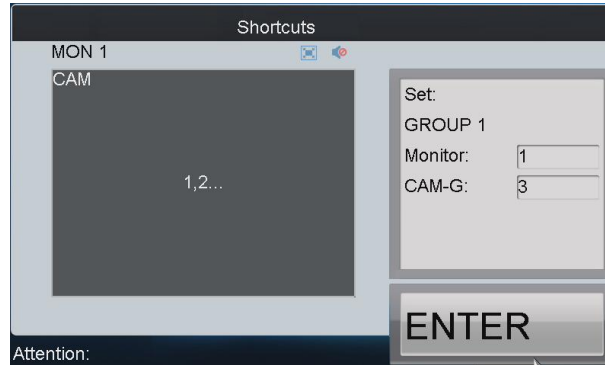 Shortcuts
MON 1
CAM
1,2...
Set:
GROUP 1
Monitor: 1
CAM-G: 3
ENTER
Attention: